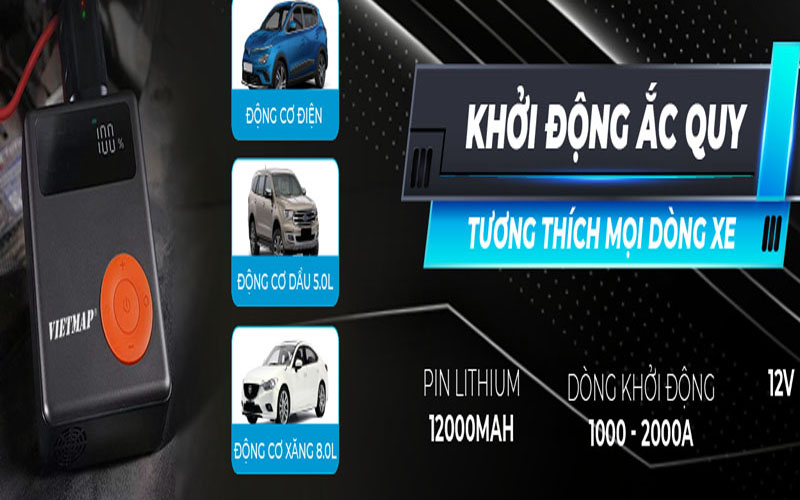 100 %
VIETMAP®
ĐỘNG CƠ ĐIỆN
ĐỘNG CƠ DẦU 5.0L
ĐỘNG CƠ XĂNG 8.0L
KHỞI ĐỘNG ẮC QUY
TƯƠNG THÍCH MỌI DÒNG XE
PIN LITHIUM
12000MAH
DÒNG KHỞI ĐỘNG
1000 - 2000A
12V